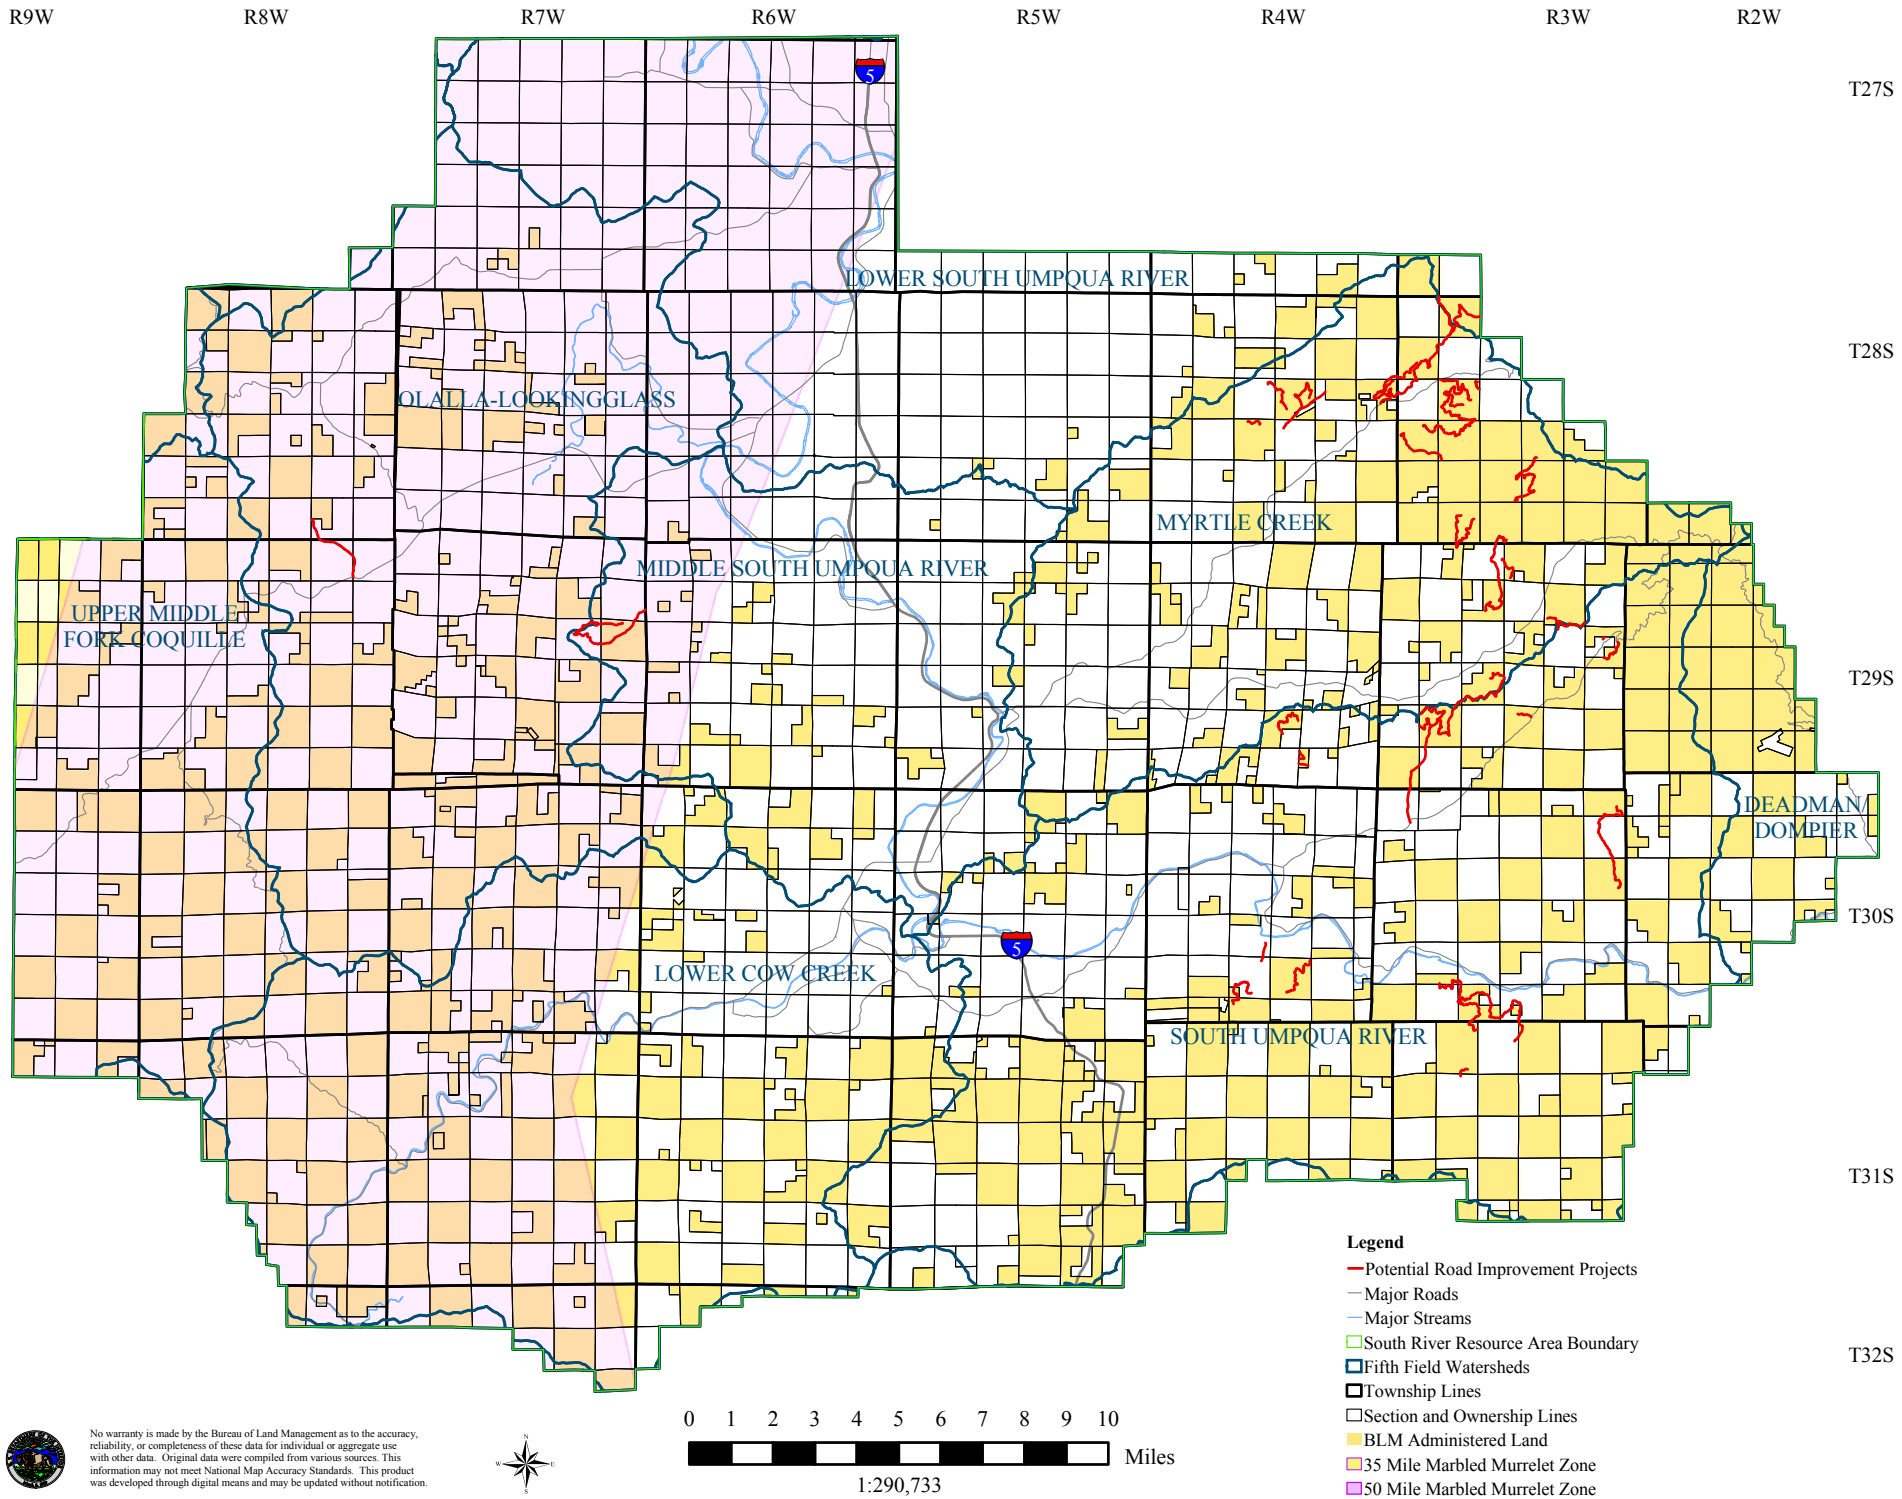 R9W R8W R7W R6W R5W R4W R3W R2W
5
T27S
LOWER SOUTH UMPQUA RIVER
T28S
OLALLA-LOOKINGGLASS
MYRTLE CREEK
MIDDLE SOUTH UMPQUA RIVER
UPPER MIDDLE
FORK COQUILLE
T29S
DEADMAN/
DOMPIER
T30S
5
LOWER COW CREEK
SOUTH UMPQUA RIVER
T31S
Legend
Potential Road Improvement Projects
Major Roads
Major Streams
South River Resource Area Boundary
Fifth Field Watersheds
T32S
Township Lines
Section and Ownership Lines
BLM Administered Land
35 Mile Marbled Murrelet Zone
50 Mile Marbled Murrelet Zone
0 1 2 3 4 5 6 7 8 9 10
Miles
1:290,733
No warranty is made by the Bureau of Land Management as to the accuracy,
reliability, or completeness of these data for individual or aggregate use
with other data. Original data were compiled from various sources. This
information may not meet National Map Accuracy Standards. This product
was developed through digital means and may be updated without notification.
N
W E
S